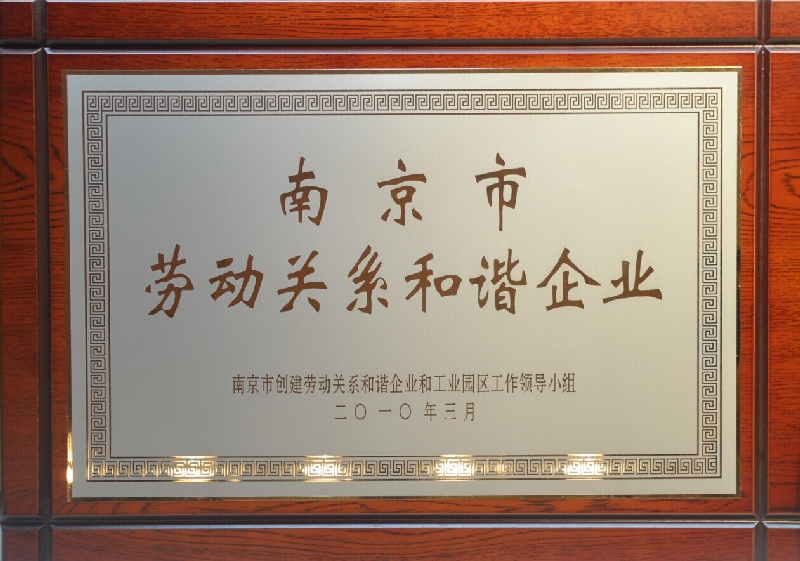 南京市
劳动关系和谐企业
南京市创建劳动关系和谐企业和工业园区工作领导小组
二〇一〇年三月